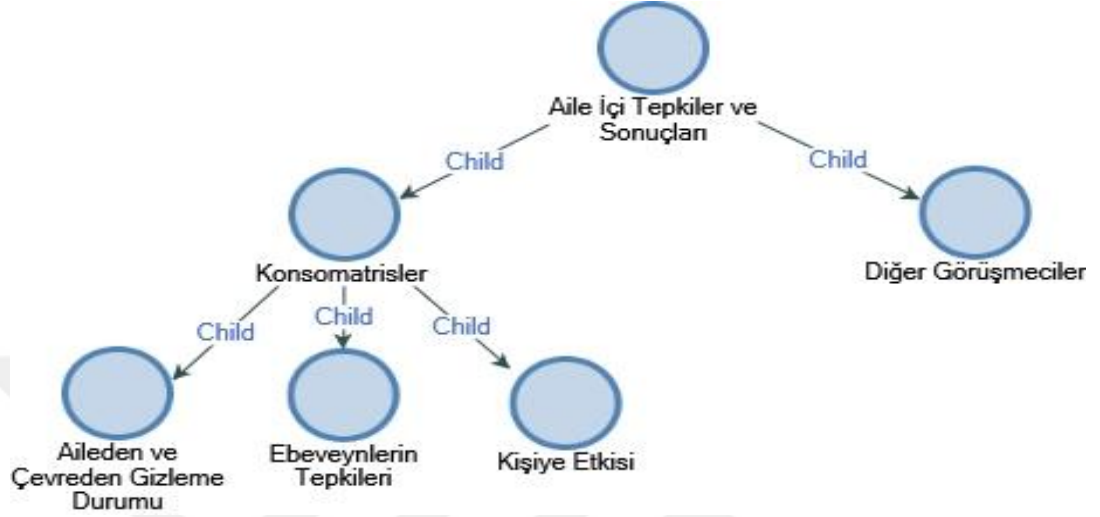 Aile İçi Tepkiler ve
Sonuçları
Child
Child
Konsomatrisler
Diğer Görüşmeciler
Child
Child
Child
Aileden ve
Çevreden Gizleme
Durumu
Ebeveynlerin
Tepkileri
Kişiye Etkisi